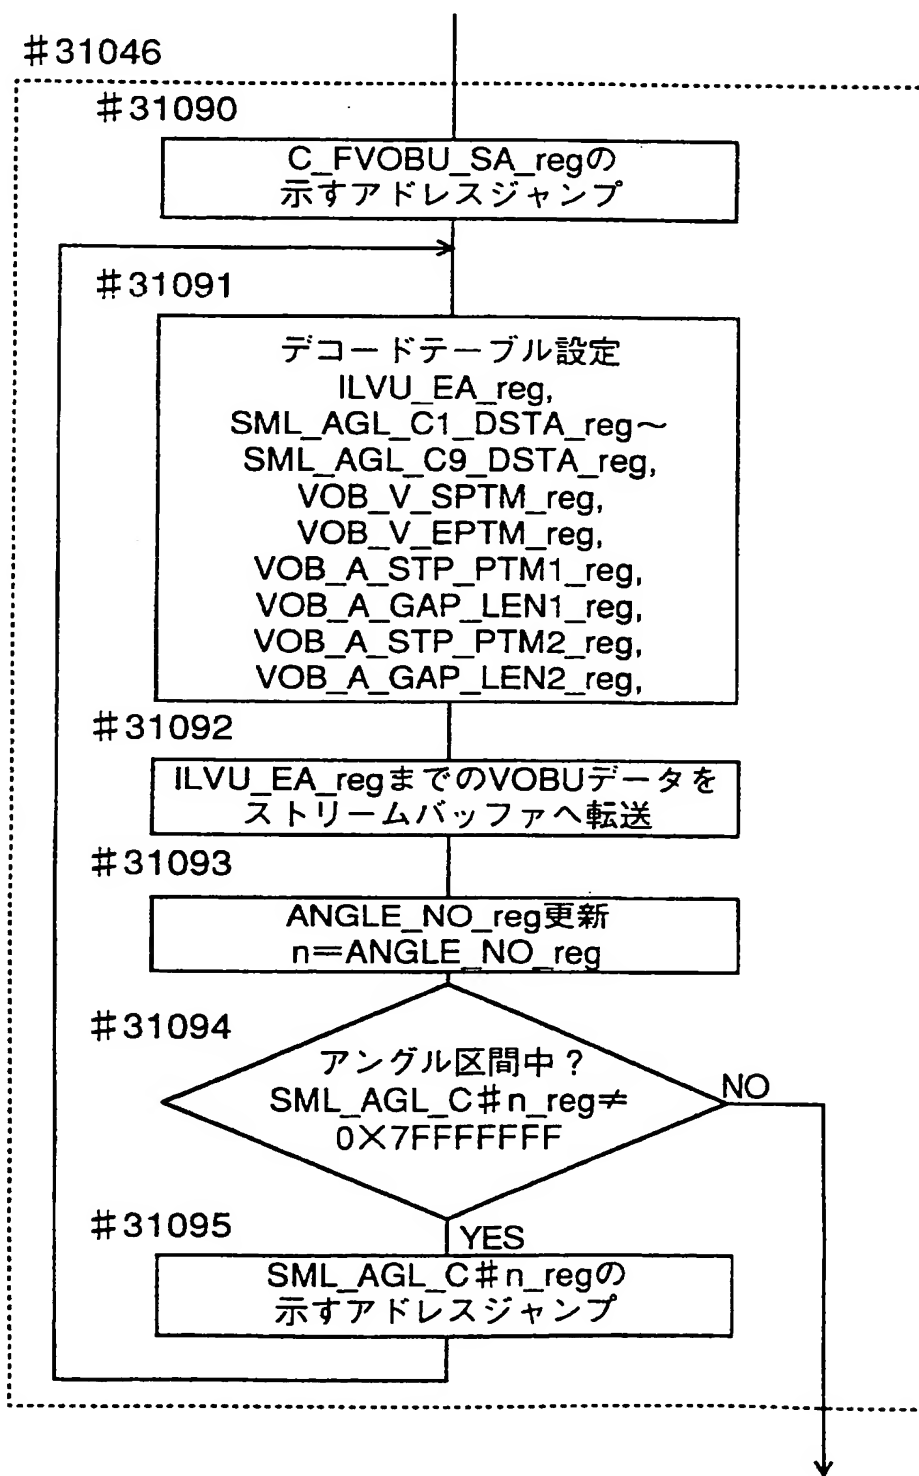 #31046
#31090
C_FVOBU_SA_regの
示すアドレスジャンプ
#31091
デコードテーブル設定
ILVU_EA_reg,
SML_AGL_C1_DSTA_reg～
SML_AGL_C9_DSTA_reg,
VOB_V_SPTM_reg,
VOB_V_EPTM_reg,
VOB_A_STP_PTM1_reg,
VOB_A_GAP_LEN1_reg,
VOB_A_STP_PTM2_reg,
VOB_A_GAP_LEN2_reg,
#31092
ILVU_EA_regまでのVOBUデータを
ストリームバッファへ転送
#31093
ANGLE_NO_reg更新
n=ANGLE_NO_reg
#31094
アングル区間中？
SML_AGL_C#n_reg≠
0×7FFFFFFF
NO
#31095
YES
SML_AGL_C#n_regの
示すアドレスジャンプ